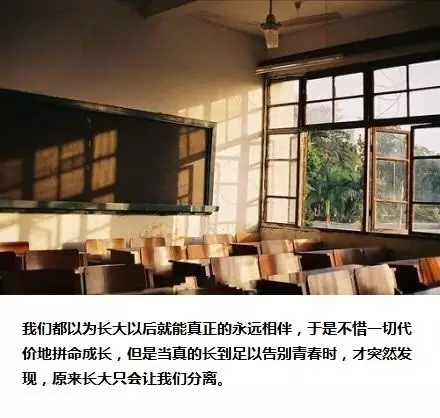 我们都以为长大以后就能真正的永远相伴，于是不惜一切代
价地拼命成长，但是当真的长到足以告别青春时，才突然发
现，原来长大只会让我们分离。